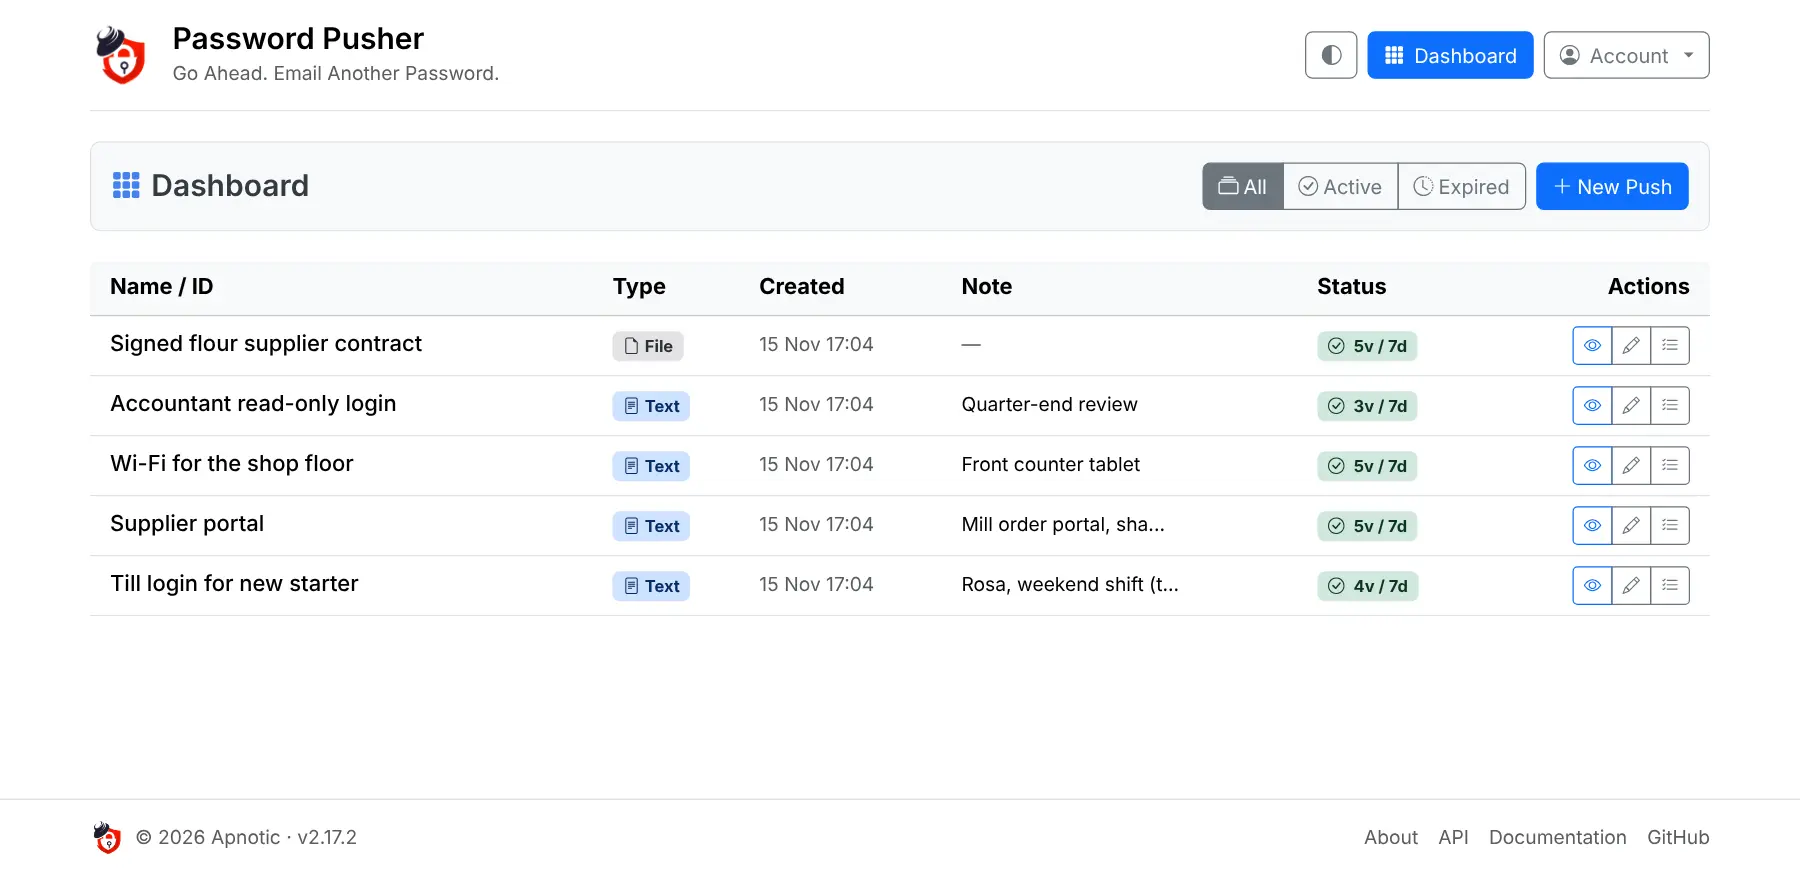 Password Pusher
Go Ahead. Email Another Password.
Dashboard
Account
Dashboard
All
Active
Expired
New Push
Name / ID Type Created Note Status Actions
Signed flour supplier contract File 15 Nov 17:04 — 5v / 7d
Accountant read-only login Text 15 Nov 17:04 Quarter-end review 3v / 7d
Wi-Fi for the shop floor Text 15 Nov 17:04 Front counter tablet 5v / 7d
Supplier portal Text 15 Nov 17:04 Mill order portal, sha... 5v / 7d
Till login for new starter Text 15 Nov 17:04 Rosa, weekend shift (t... 4v / 7d
© 2026 Apnotic · v2.17.2
About API Documentation GitHub